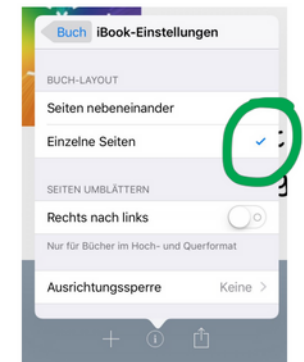 Buch iBook-Einstellungen
BUCH-LAYOUT
Seiten nebeneinander
Einzelne Seiten
SEITEN UMBLÄTTERN
Rechts nach links
Nur für Bücher im Hoch- und Querformat
Ausrichtungssperre Keine